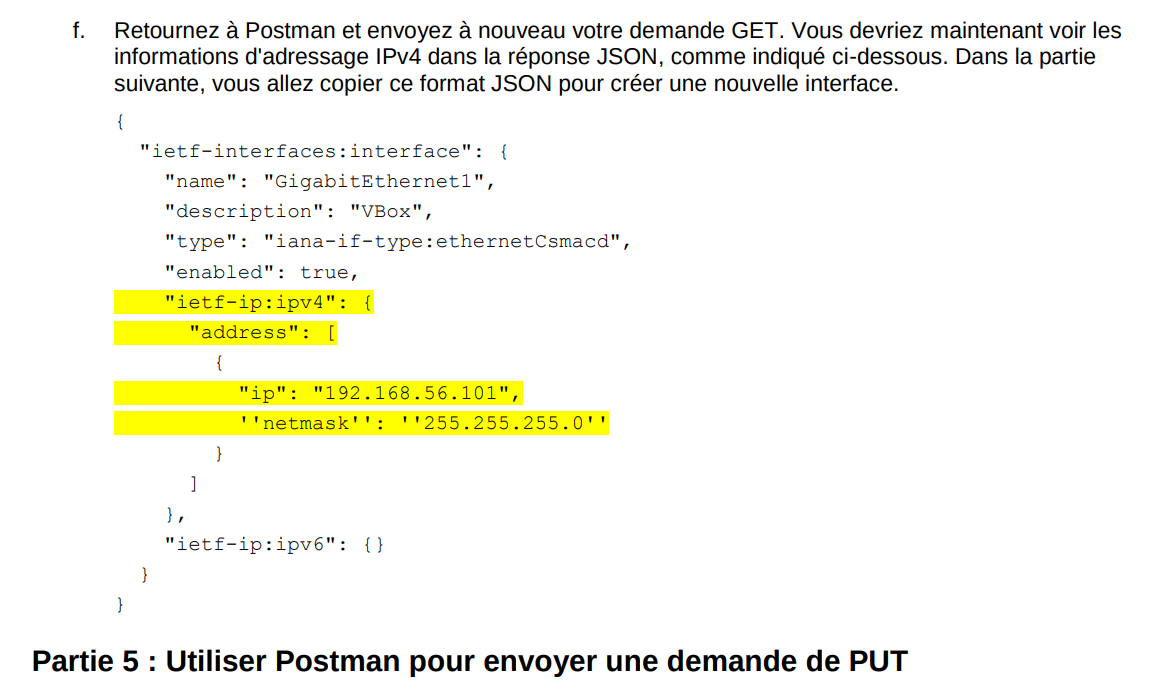 f. Retournez à Postman et envoyez à nouveau votre demande GET. Vous devriez maintenant voir les
informations d'adressage IPv4 dans la réponse JSON, comme indiqué ci-dessous. Dans la partie
suivante, vous allez copier ce format JSON pour créer une nouvelle interface.
{
  "ietf-interfaces:interface": {
    "name": "GigabitEthernet1",
    "description": "VBox",
    "type": "iana-if-type:ethernetCsmacd",
    "enabled": true,
    "ietf-ip:ipv4": {
      "address": [
        {
          "ip": "192.168.56.101",
          ''netmask'': ''255.255.255.0''
        }
      ]
    },
    "ietf-ip:ipv6": {}
  }
}
Partie 5 : Utiliser Postman pour envoyer une demande de PUT